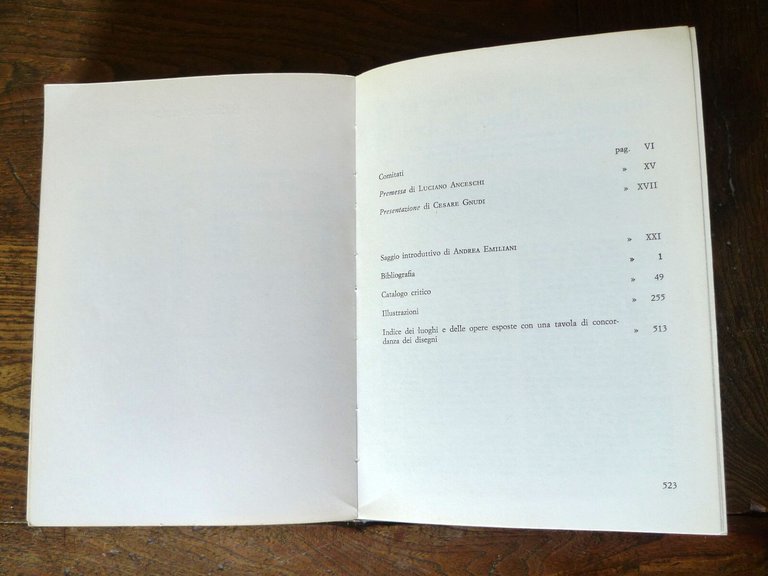 Comitati pag. VI
Premessa di Luciano Anceschi » XV
Presentazione di Cesare Gnudi » XVII
Saggio introduttivo di Andrea Emiliani » XXI
Bibliografia » 1
Catalogo critico » 49
Illustrazioni » 255
Indice dei luoghi e delle opere esposte con una tavola di concor-
danza dei disegni » 513
523